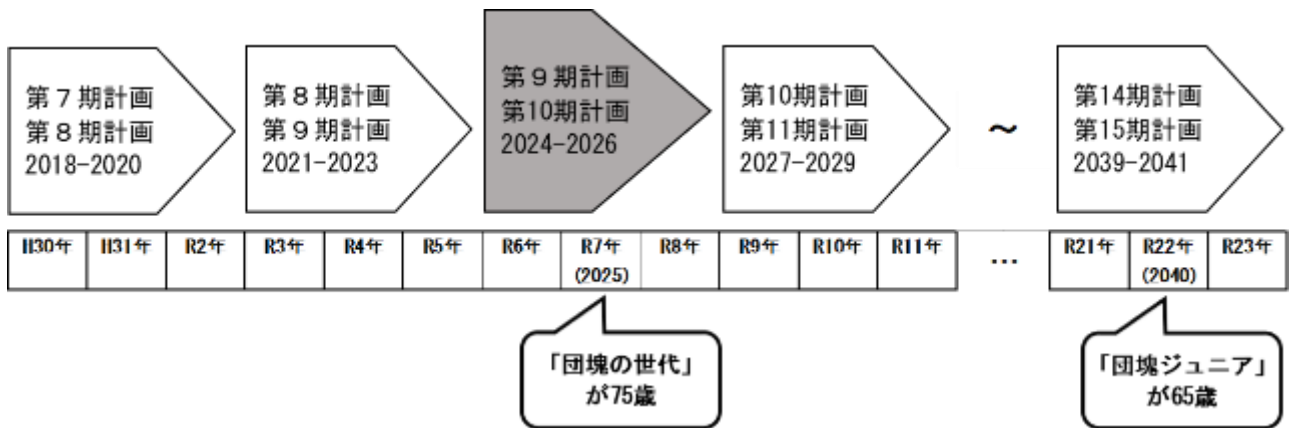 第７期計画
第８期計画
2018-2020
第８期計画
第９期計画
2021-2023
第９期計画
第10期計画
2024-2026
第10期計画
第11期計画
2027-2029
～
第14期計画
第15期計画
2039-2041
H30年
H31年
R2年
R3年
R4年
R5年
R6年
R7年
(2025)
R8年
R9年
R10年
R11年
…
R21年
R22年
(2040)
R23年
「団塊の世代」
が75歳
「団塊ジュニア」
が65歳